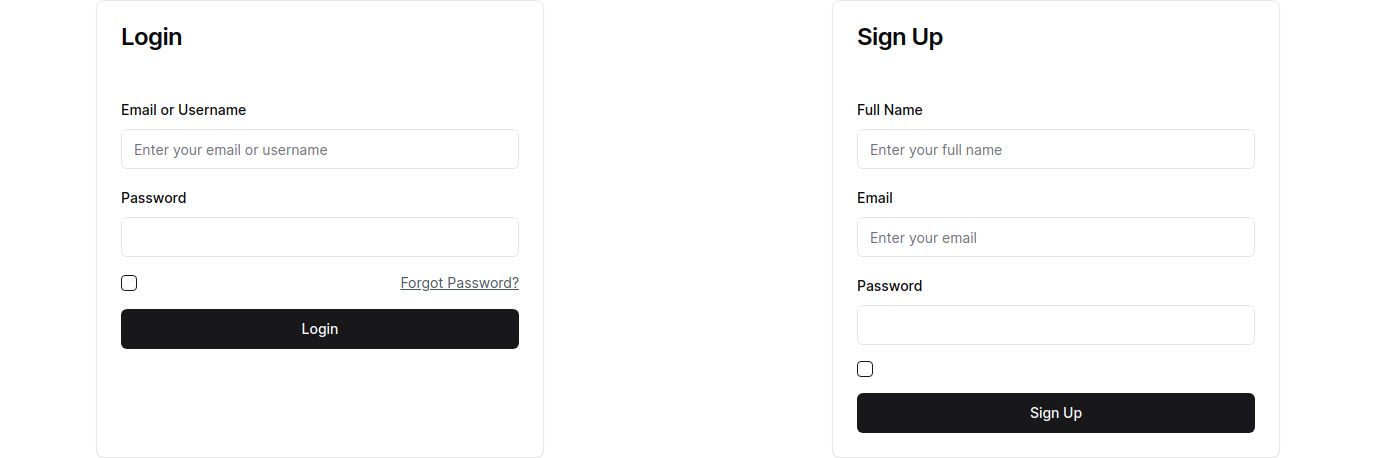 Login
Email or Username
Enter your email or username
Password
Forgot Password?
Login
Sign Up
Full Name
Enter your full name
Email
Enter your email
Password
Sign Up